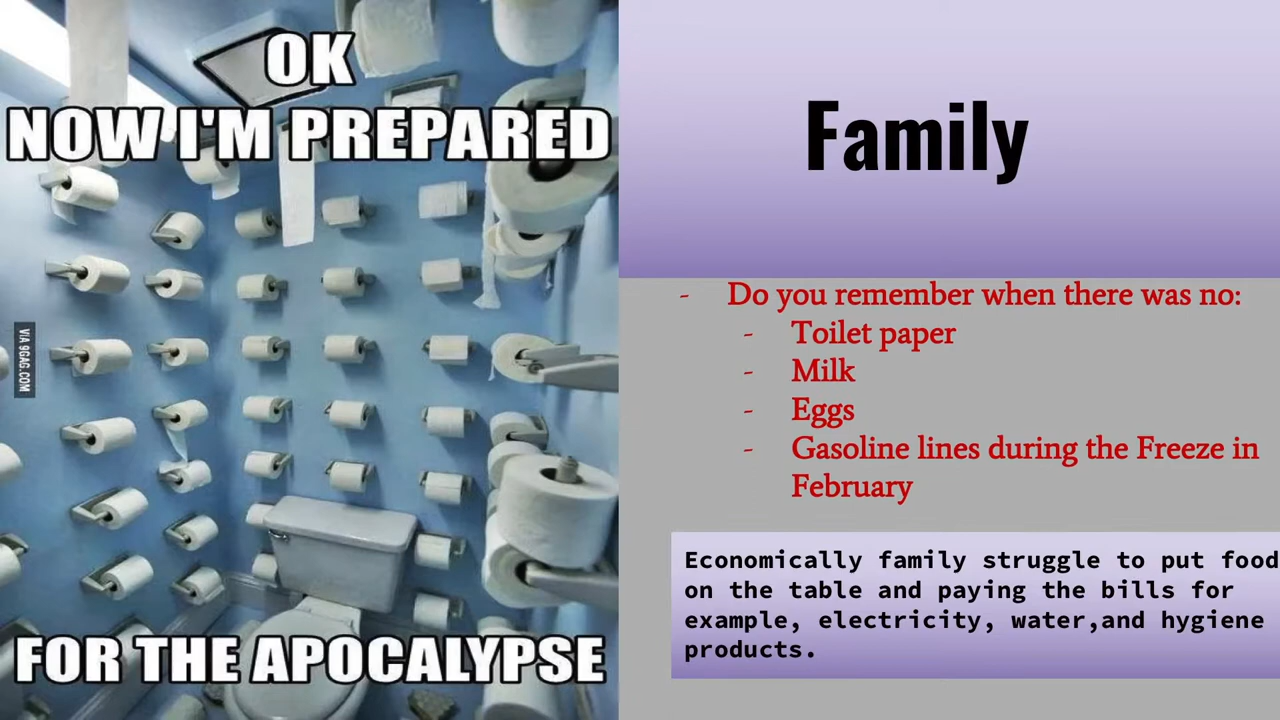 OK
NOW I'M PREPARED
VIA 9GAG.COM
FOR THE APOCALYPSE
Family
- Do you remember when there was no:
- Toilet paper
- Milk
- Eggs
- Gasoline lines during the Freeze in
February
Economically family struggle to put food
on the table and paying the bills for
example, electricity, water,and hygiene
products.